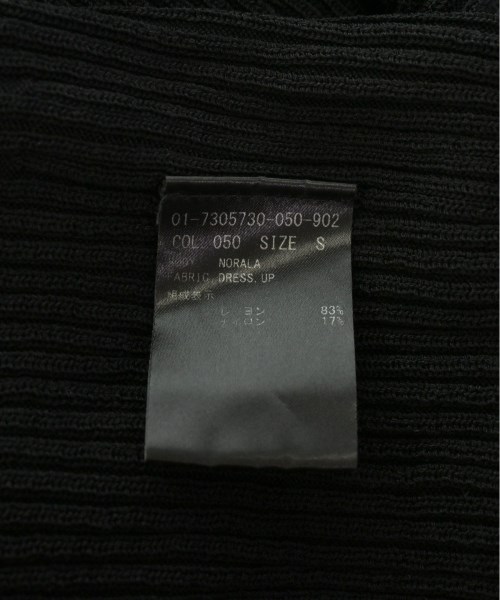 01-7305730-050-902
COL. 050 SIZE S
BODY NORALA
FABRIC DRESS.UP
組成表示
レーヨン 83%
ナイロン 17%